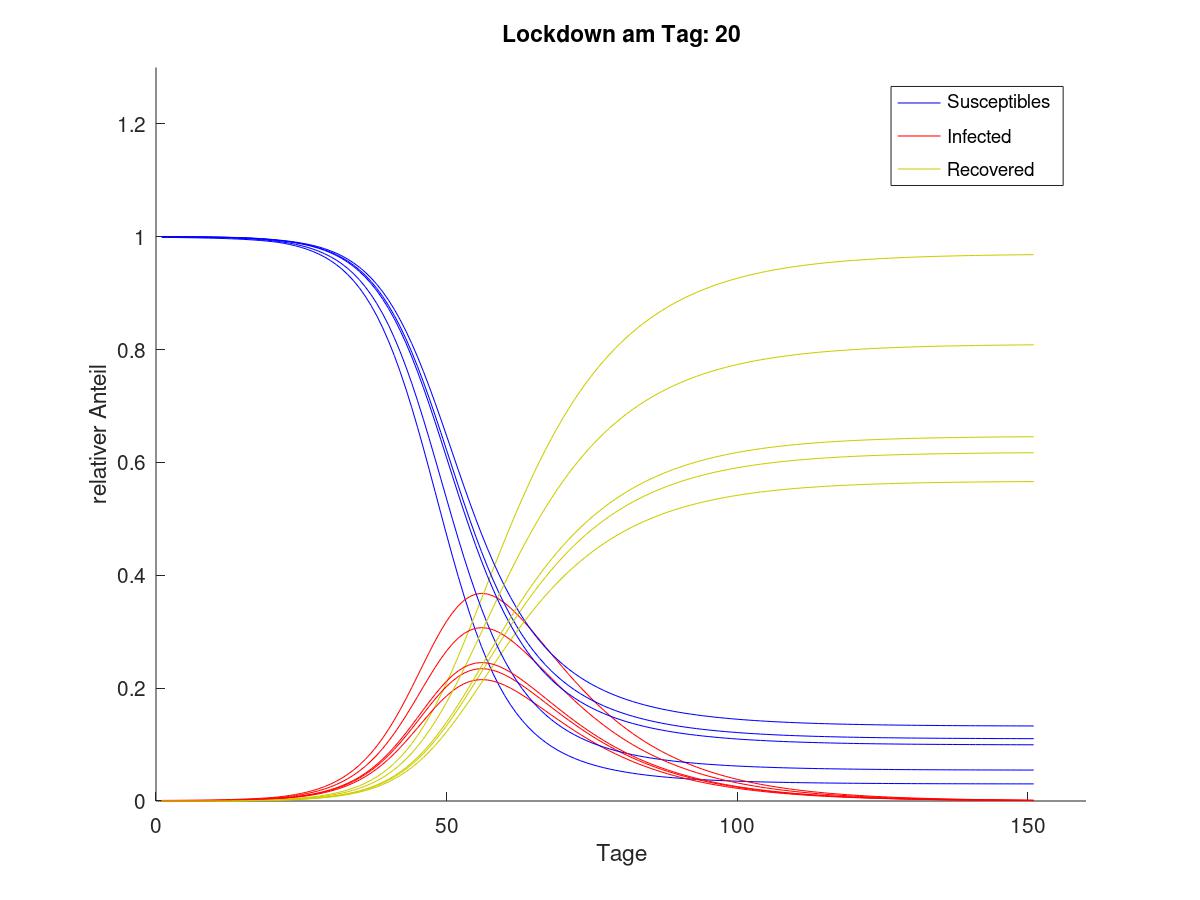 Lockdown am Tag: 20
Susceptibles
Infected
Recovered
1.2
1
0.8
0.6
0.4
0.2
0
relativer Anteil
0 50 100 150
Tage